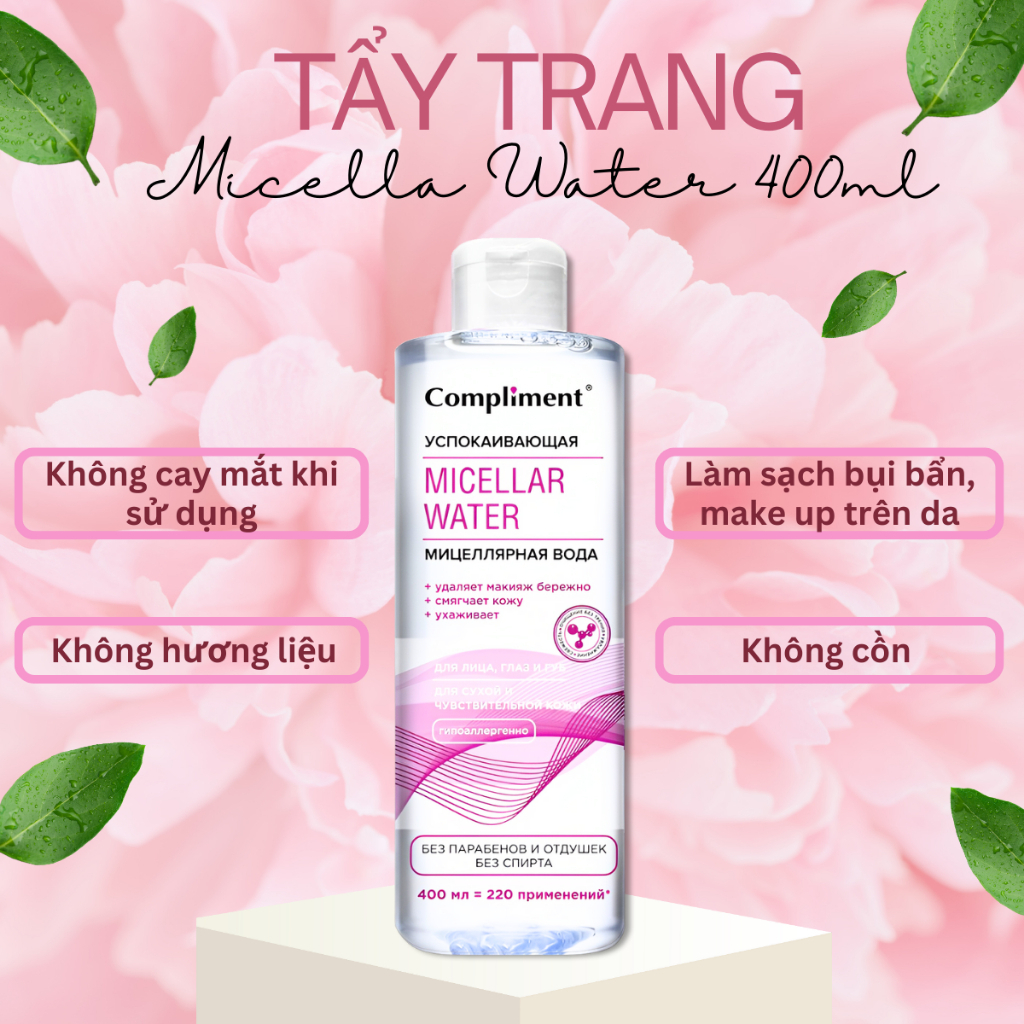 TẨY TRANG
Micella Water 400ml
Compliment®
УСПОКАИВАЮЩАЯ
MICELLAR
WATER
МИЦЕЛЛЯРНАЯ ВОДА
+ удаляет макияж бережно
+ смягчает кожу
+ ухаживает
ДЛЯ ЛИЦА, ГЛАЗ И ГУБ
ДЛЯ СУХОЙ И
ЧУВСТВИТЕЛЬНОЙ КОЖИ
гипоаллергенно
БЕЗ ПАРАБЕНОВ И ОТДУШЕК
БЕЗ СПИРТА
400 мл = 220 применений*
Không cay mắt khi
sử dụng
Làm sạch bụi bẩn,
make up trên da
Không hương liệu
Không cồn